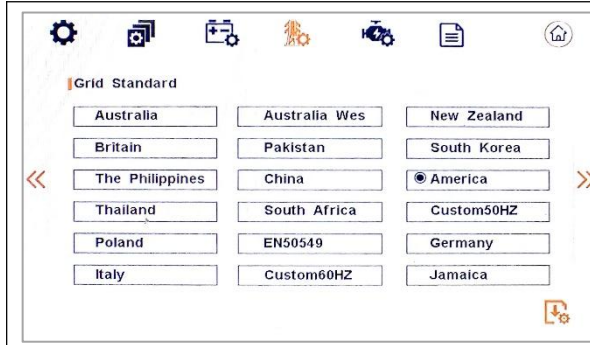 Grid Standard
Australia Australia Wes New Zealand
Britain Pakistan South Korea
The Philippines China America
Thailand South Africa Custom50HZ
Poland EN50549 Germany
Italy Custom60HZ Jamaica